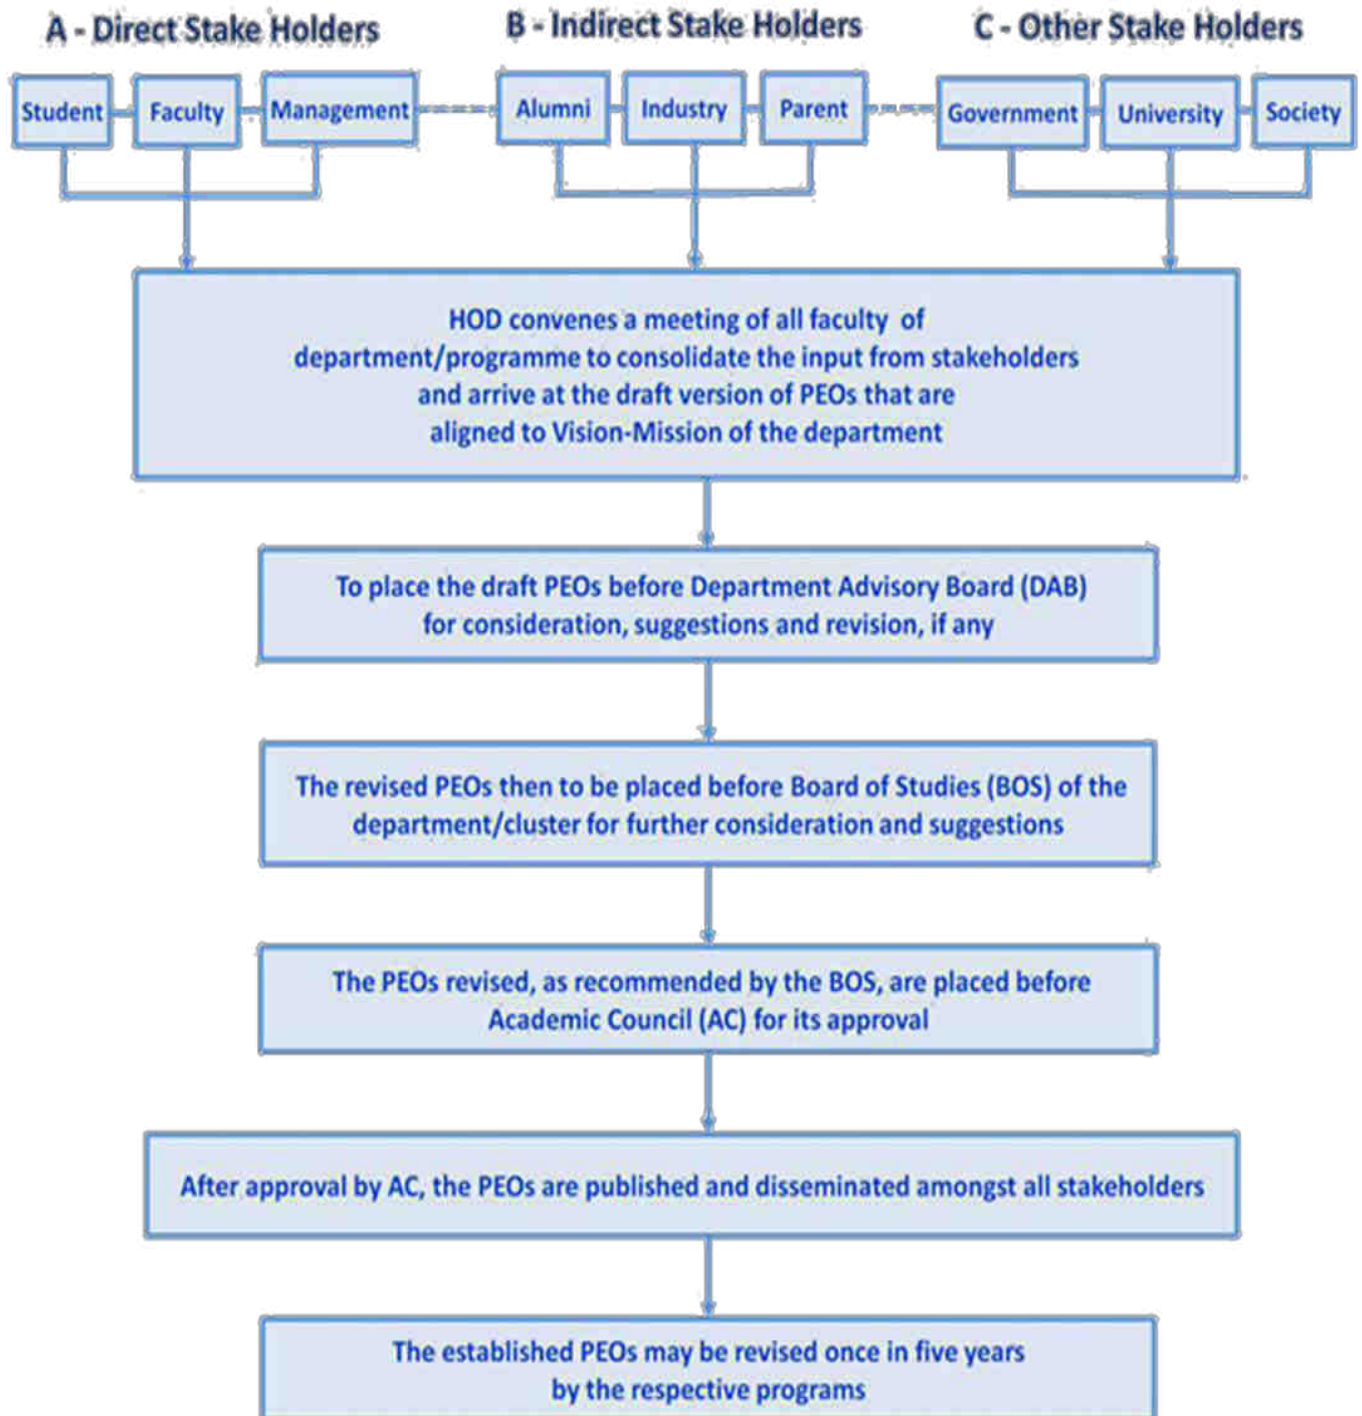 A - Direct Stake Holders
B - Indirect Stake Holders
C - Other Stake Holders
Student
Faculty
Management
Alumni
Industry
Parent
Government
University
Society
HOD convenes a meeting of all faculty of
department/programme to consolidate the input from stakeholders
and arrive at the draft version of PEOs that are
aligned to Vision-Mission of the department
To place the draft PEOs before Department Advisory Board (DAB)
for consideration, suggestions and revision, if any
The revised PEOs then to be placed before Board of Studies (BOS) of the
department/cluster for further consideration and suggestions
The PEOs revised, as recommended by the BOS, are placed before
Academic Council (AC) for its approval
After approval by AC, the PEOs are published and disseminated amongst all stakeholders
The established PEOs may be revised once in five years
by the respective programs